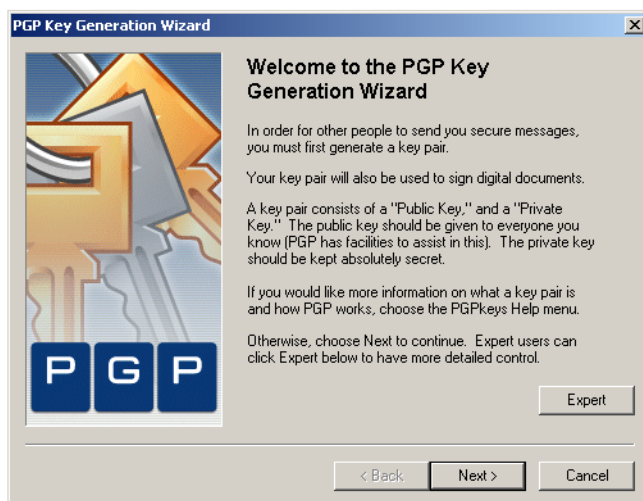 PGP Key Generation Wizard
Welcome to the PGP Key
Generation Wizard
In order for other people to send you secure messages,
you must first generate a key pair.
Your key pair will also be used to sign digital documents.
A key pair consists of a "Public Key," and a "Private
Key."  The public key should be given to everyone you
know (PGP has facilities to assist in this).  The private key
should be kept absolutely secret.
If you would like more information on what a key pair is
and how PGP works, choose the PGPkeys Help menu.
Otherwise, choose Next to continue.  Expert users can
click Expert below to have more detailed control.
P G P
Expert
< Back Next > Cancel